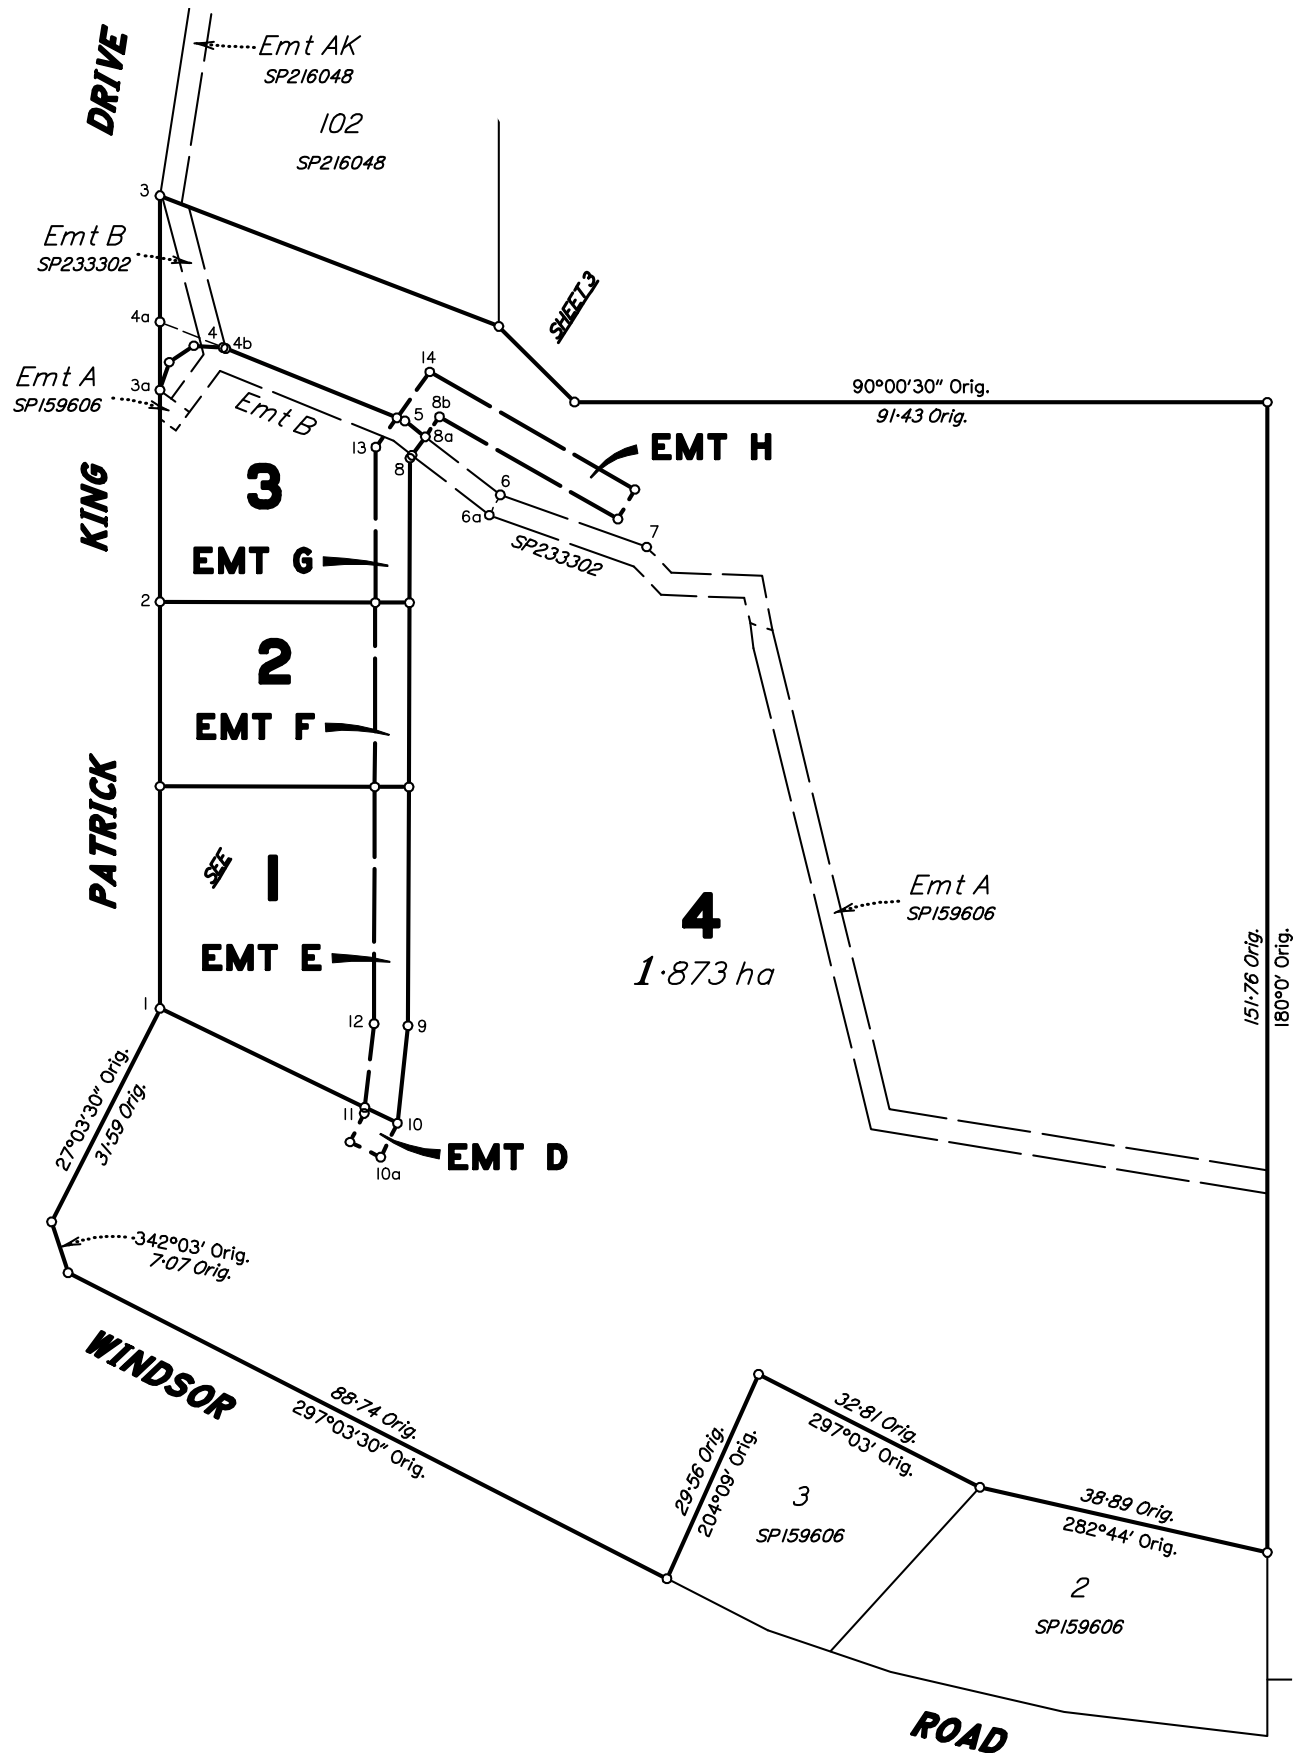 DRIVE
Emt AK
SP216048
102
SP216048
3
Emt B
SP233302
SHEET 3
4a
4
4b
14
Emt A
SP159606
3a
Emt B
8b
5
8a
90°00'30" Orig.
91·43 Orig.
13
8
EMT H
KING
3
6
6a
7
SP233302
EMT G
2
2
EMT F
PATRICK
SEE
1
Emt A
SP159606
4
1·873 ha
EMT E
151·76 Orig.
180°0' Orig.
1
12
9
27°03'30" Orig.
31·59 Orig.
11
10
EMT D
10a
342°03' Orig.
7·07 Orig.
WINDSOR
88·74 Orig.
297°03'30" Orig.
32·81 Orig.
297°03' Orig.
29·56 Orig.
204°09' Orig.
3
SP159606
38·89 Orig.
282°44' Orig.
2
SP159606
ROAD